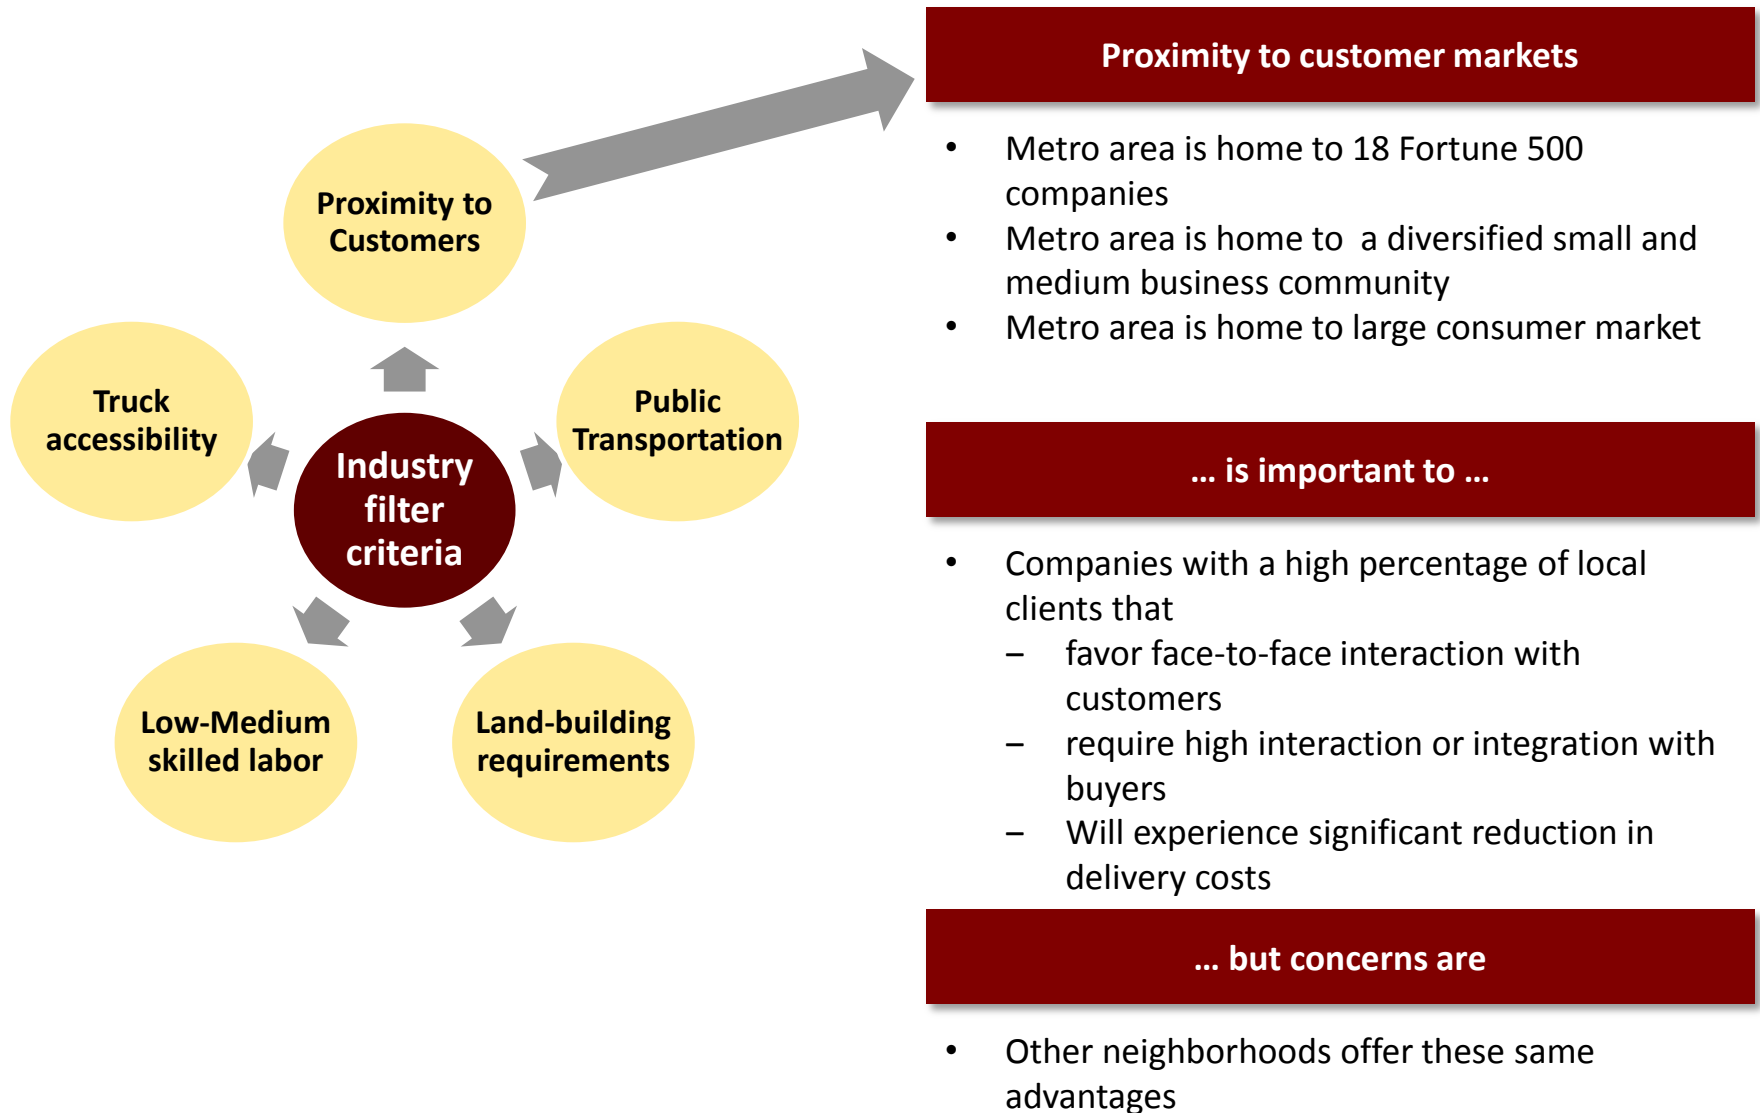 Proximity to
Customers
Truck
accessibility
Public
Transportation
Industry
filter
criteria
Low-Medium
skilled labor
Land-building
requirements
Proximity to customer markets
• Metro area is home to 18 Fortune 500
companies
• Metro area is home to  a diversified small and
medium business community
• Metro area is home to large consumer market
... is important to ...
• Companies with a high percentage of local
clients that
– favor face-to-face interaction with
customers
– require high interaction or integration with
buyers
– Will experience significant reduction in
delivery costs
... but concerns are
• Other neighborhoods offer these same
advantages